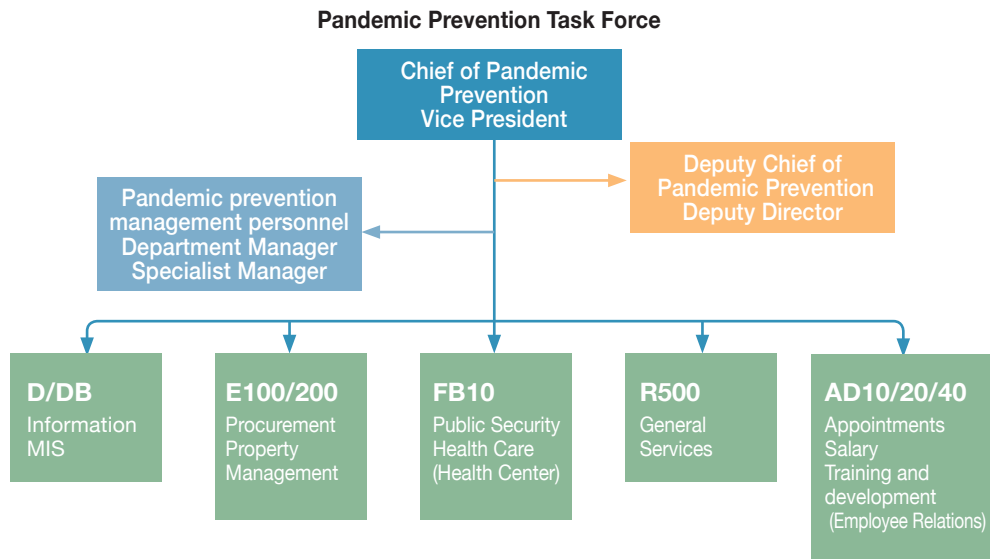 Pandemic Prevention Task Force
Chief of Pandemic
Prevention
Vice President
Deputy Chief of
Pandemic Prevention
Deputy Director
Pandemic prevention
management personnel
Department Manager
Specialist Manager
D/DB
Information
MIS
E100/200
Procurement
Property
Management
FB10
Public Security
Health Care
(Health Center)
R500
General
Services
AD10/20/40
Appointments
Salary
Training and
development
(Employee Relations)